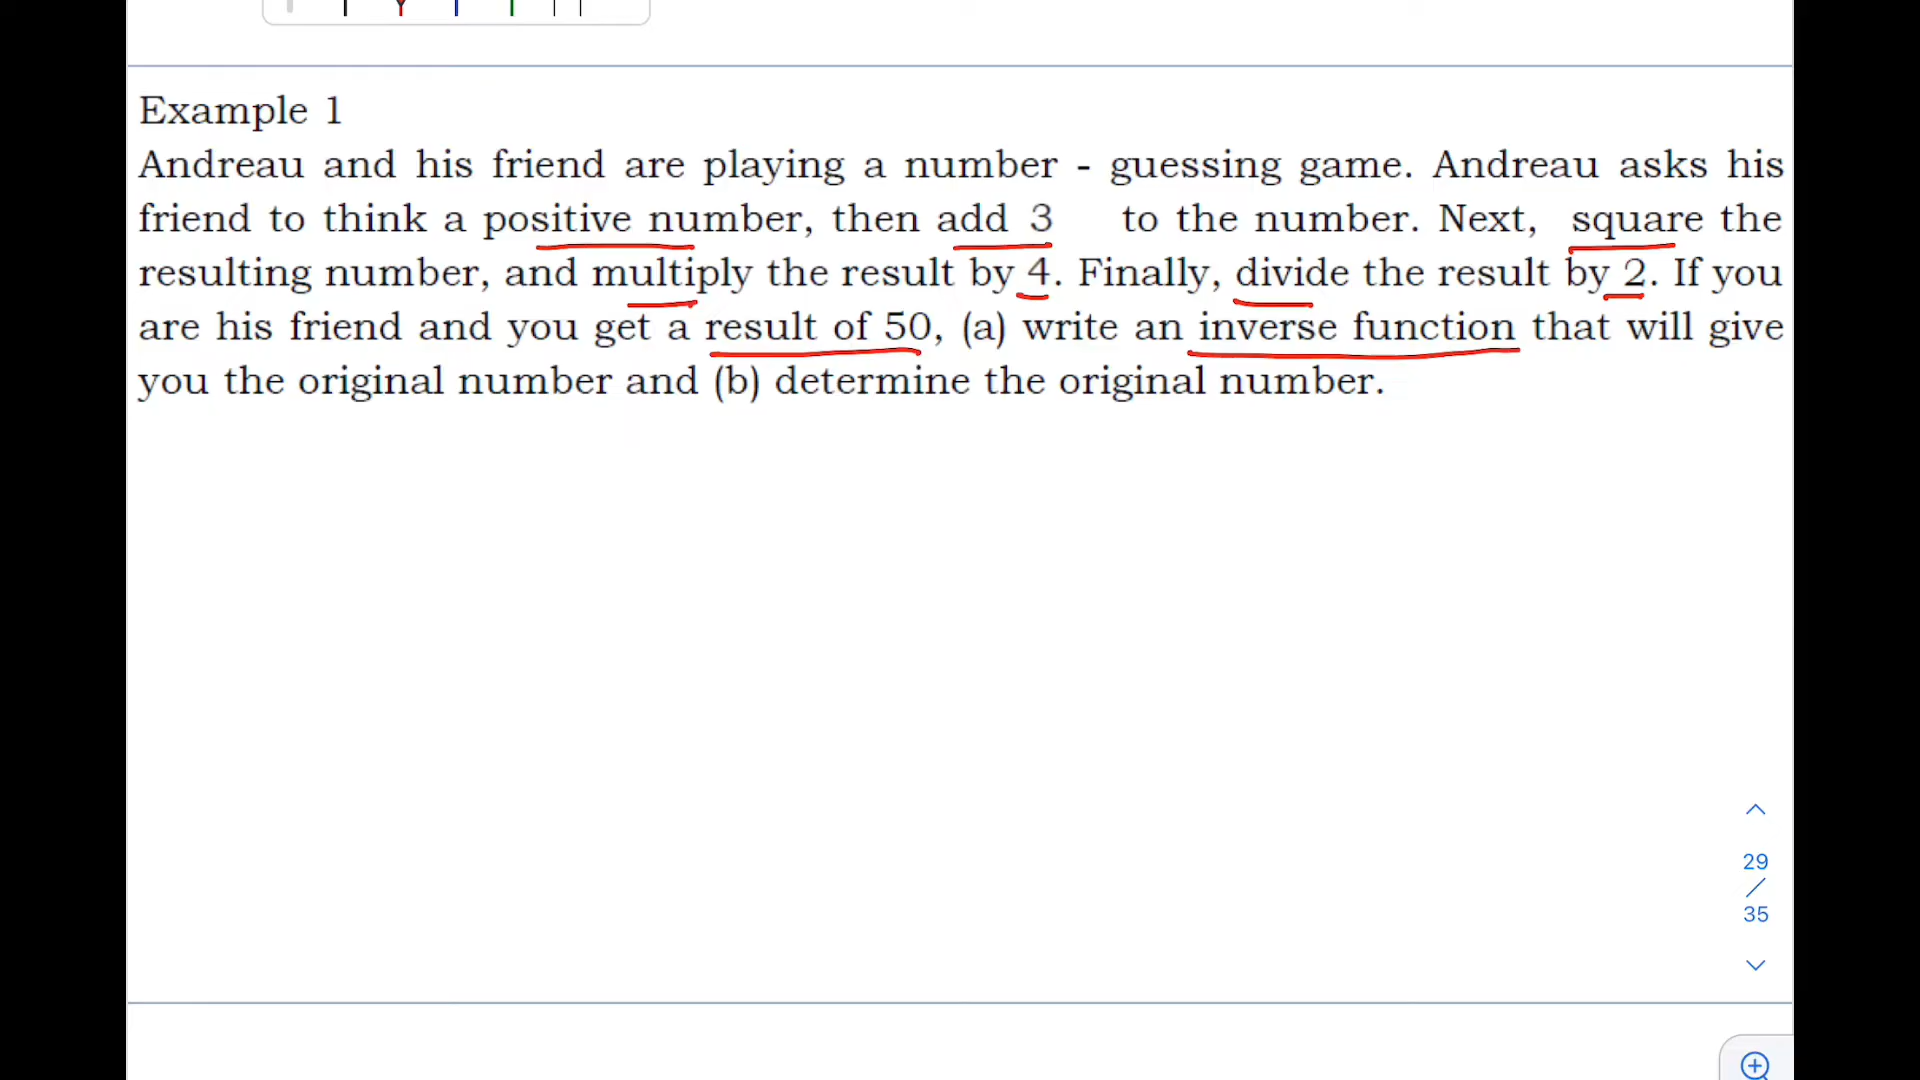 Example 1
Andreau and his friend are playing a number - guessing game. Andreau asks his
friend to think a positive number, then add 3 to the number. Next, square the
resulting number, and multiply the result by 4. Finally, divide the result by 2. If you
are his friend and you get a result of 50, (a) write an inverse function that will give
you the original number and (b) determine the original number.
29
/
35